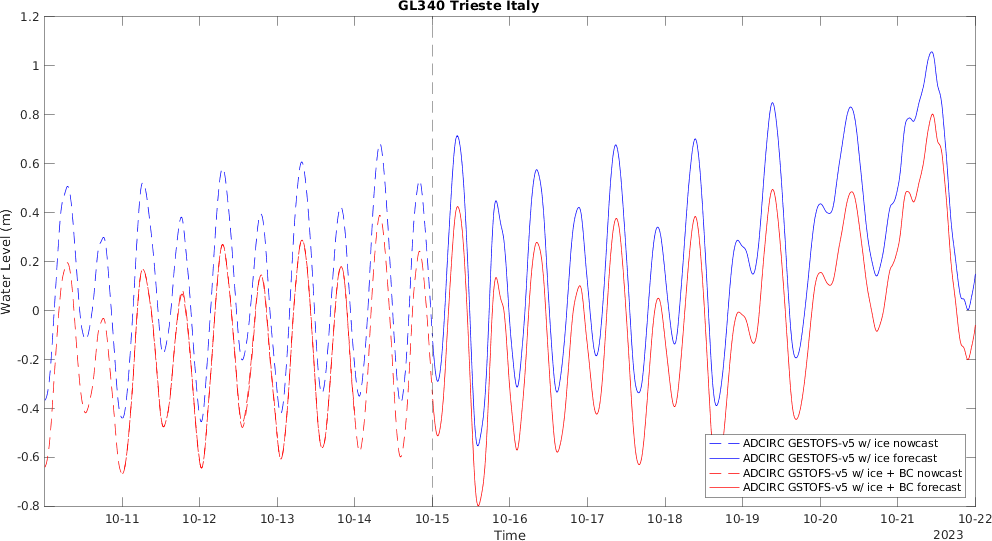 GL340 Trieste Italy
1.2
1
0.8
0.6
0.4
0.2
0
-0.2
-0.4
-0.6
-0.8
Water Level (m)
ADCIRC GESTOFS-v5 w/ ice nowcast
ADCIRC GESTOFS-v5 w/ ice forecast
ADCIRC GSTOFS-v5 w/ ice + BC nowcast
ADCIRC GSTOFS-v5 w/ ice + BC forecast
10-11 10-12 10-13 10-14 10-15 10-16 10-17 10-18 10-19 10-20 10-21 10-22
Time
2023